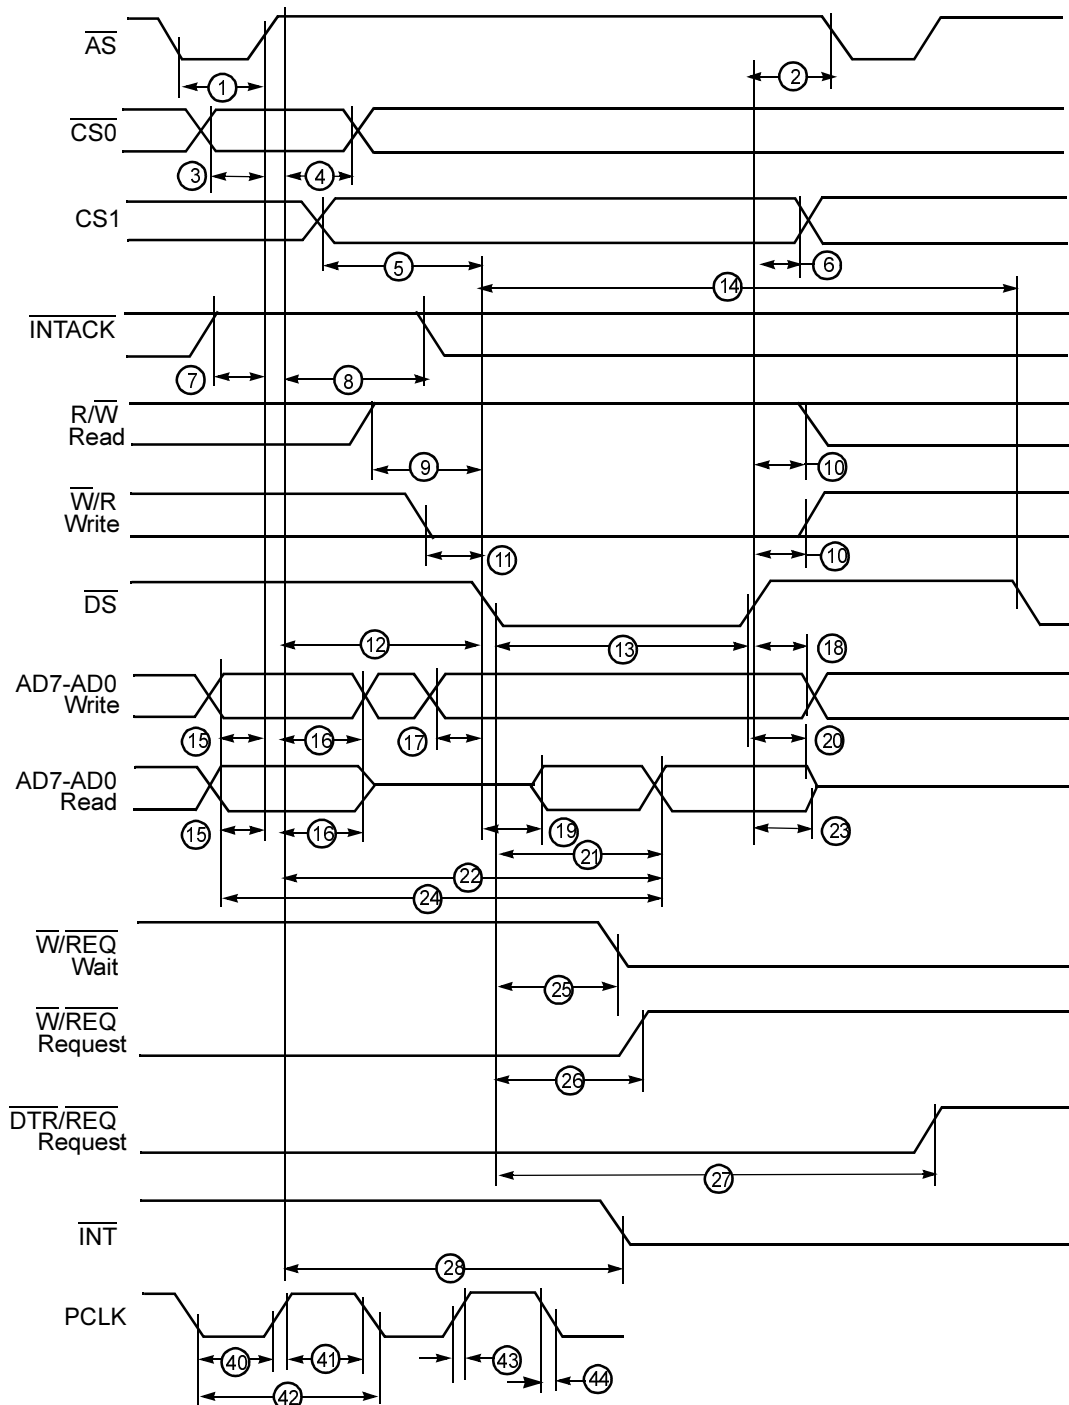 AS
1
2
CS0
3
4
CS1
5
6
14
INTACK
7
8
R/W
Read
9
10
W/R
Write
11
10
DS
12
13
18
AD7-AD0
Write
15
16
17
20
AD7-AD0
Read
15
16
19
23
21
22
24
W/REQ
Wait
25
W/REQ
Request
26
DTR/REQ
Request
27
INT
28
PCLK
40
41
43
44
42